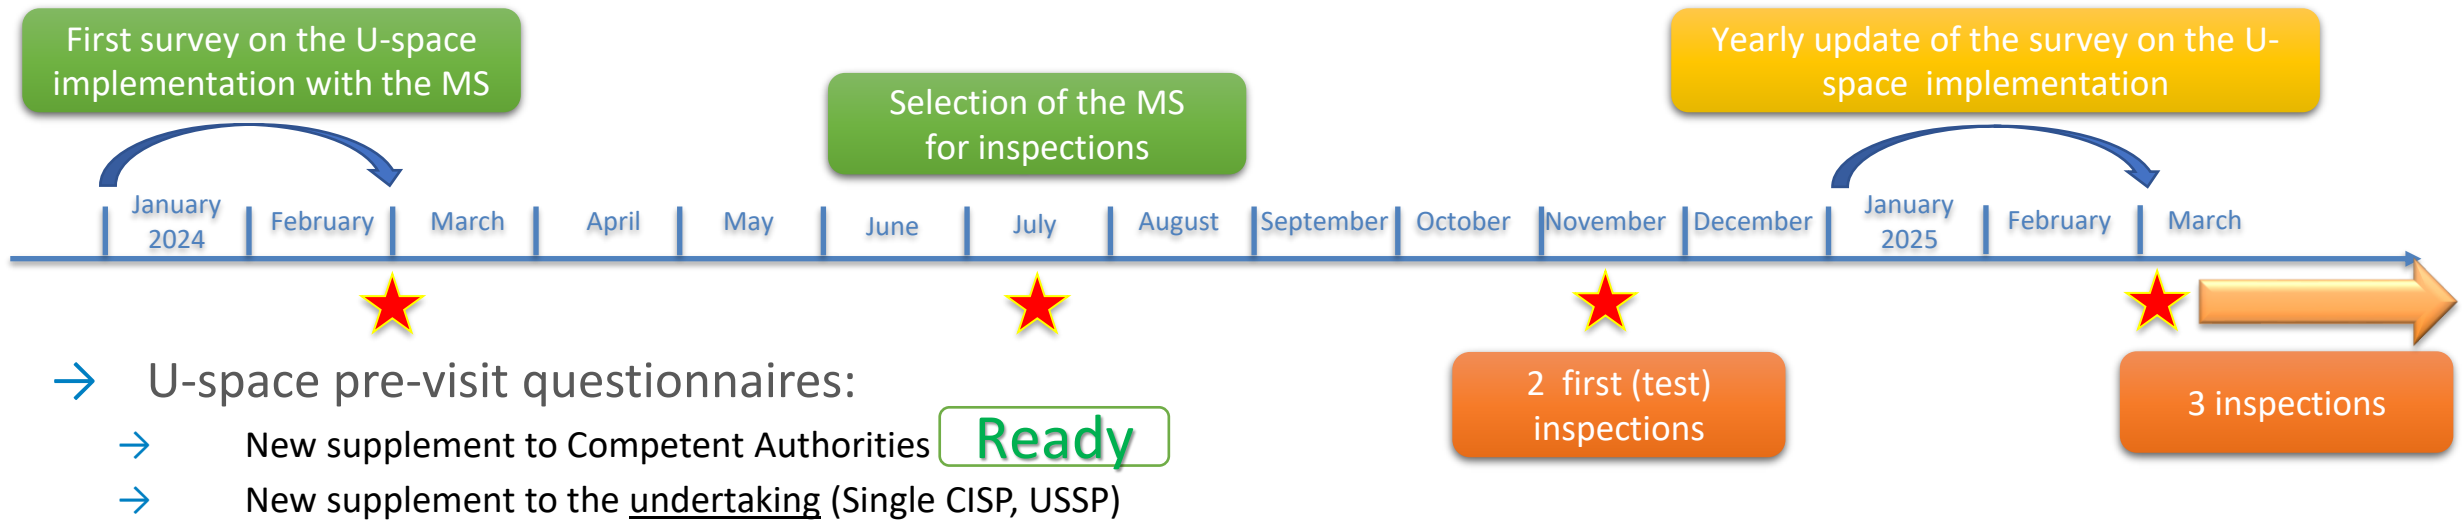 First survey on the U-space
implementation with the MS
Selection of the MS
for inspections
Yearly update of the survey on the U-
space implementation
January
2024
February
March
April
May
June
July
August
September
October
November
December
January
2025
February
March
→ U-space pre-visit questionnaires:
→ New supplement to Competent Authorities Ready
→ New supplement to the undertaking (Single CISP, USSP)
2 first (test)
inspections
3 inspections